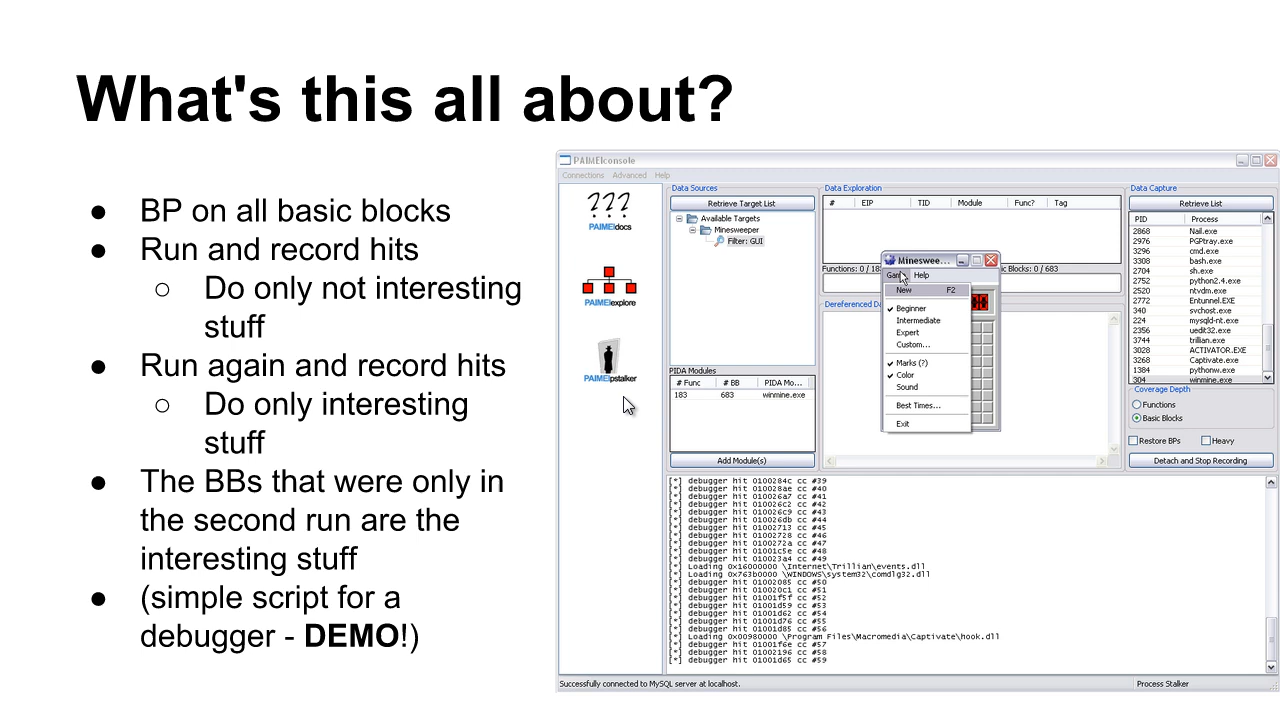 What's this all about?
● BP on all basic blocks
● Run and record hits
○ Do only not interesting
stuff
● Run again and record hits
○ Do only interesting
stuff
● The BBs that were only in
the second run are the
interesting stuff
● (simple script for a
debugger - DEMO!)
PAIMEIconsole
Connections Advanced Help
???
PAIMEIdocs
PAIMEIexplore
PAIMEIpstalker
Data Sources
Retrieve Target List
Available Targets
Minesweeper
Filter: GUI
PIDA Modules
# Func # BB PIDA Mo...
183 683 winmine.exe
Add Module(s)
Data Exploration
# EIP TID Module Func? Tag
Functions: 0 / 18
Blocks: 0 / 683
Dereferenced
Mineswee...
Help
New F2
Beginner
Intermediate
Expert
Custom...
Marks (?)
Color
Sound
Best Times...
Exit
Data Capture
Retrieve List
PID Process
2868 Nail.exe
2976 PGPtray.exe
3296 cmd.exe
3308 bash.exe
2704 sh.exe
2752 python2.4.exe
2520 ntvdm.exe
2772 Entunnel.EXE
340 svchost.exe
224 mysqld-nt.exe
2356 uedit32.exe
3744 trillian.exe
3028 ACTIVATOR.EXE
3268 Captivate.exe
1384 pythonw.exe
304 winmine.exe
Coverage Depth
Functions
Basic Blocks
Restore BPs Heavy
Detach and Stop Recording
[*] debugger hit 0100284c cc #39
[*] debugger hit 010028ae cc #40
[*] debugger hit 010026a7 cc #41
[*] debugger hit 010026c2 cc #42
[*] debugger hit 010026c9 cc #43
[*] debugger hit 010026db cc #44
[*] debugger hit 01002713 cc #45
[*] debugger hit 01002728 cc #46
[*] debugger hit 0100272a cc #47
[*] debugger hit 01001c5e cc #48
[*] debugger hit 010023a4 cc #49
[*] Loading 0x16000000 \Internet\Trillian\events.dll
[*] Loading 0x763b0000 \WINDOWS\system32\comdlg32.dll
[*] debugger hit 01002085 cc #50
[*] debugger hit 010020c1 cc #51
[*] debugger hit 01001f5f cc #52
[*] debugger hit 01001d59 cc #53
[*] debugger hit 01001d62 cc #54
[*] debugger hit 01001d76 cc #55
[*] debugger hit 01001d85 cc #56
[*] Loading 0x00980000 \Program Files\Macromedia\Captivate\hook.dll
[*] debugger hit 01001f6e cc #57
[*] debugger hit 01002196 cc #58
[*] debugger hit 01001d65 cc #59
Successfully connected to MySQL server at localhost. Process Stalker